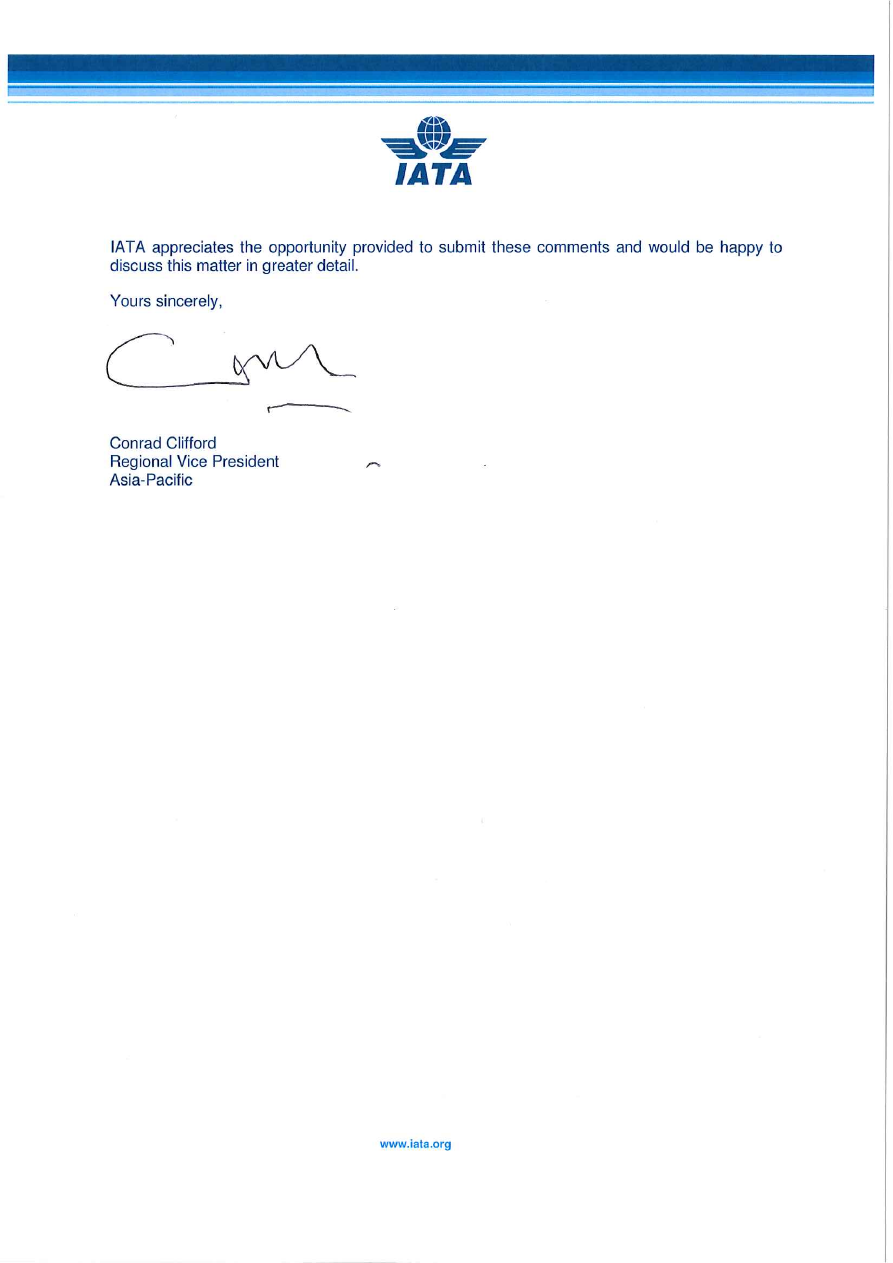 IATA
IATA appreciates the opportunity provided to submit these comments and would be happy to
discuss this matter in greater detail.
Yours sincerely,
Conrad Clifford
Regional Vice President
Asia-Pacific
www.iata.org